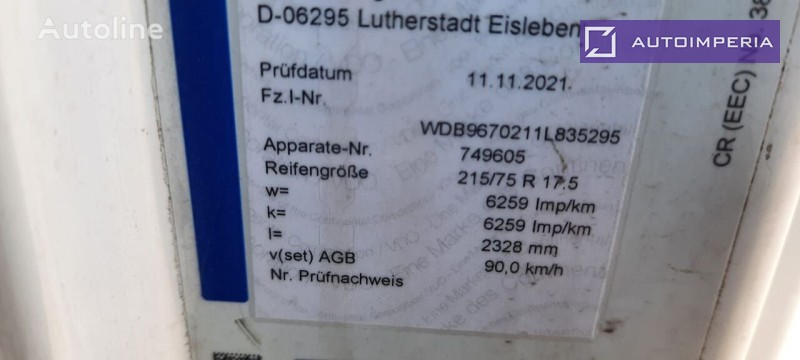 Autoline
D-06295 Lutherstadt Eisleben
AUTOIMPERIA
Prüfdatum 11.11.2021
Fz.I-Nr. WDB9670211L835295
Apparate-Nr. 749605
Reifengröße 215/75 R 17.5
w= 6259 Imp/km
k= 6259 Imp/km
l= 2328 mm
v(set) AGB 90,0 km/h
Nr. Prüfnachweis
CR (EEC) N